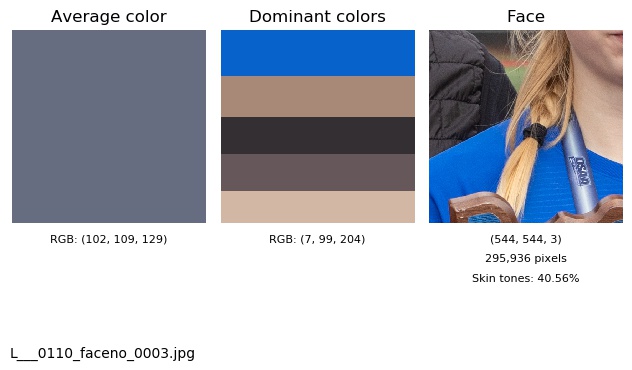 Average color
Dominant colors
Face
RGB: (102, 109, 129)
RGB: (7, 99, 204)
(544, 544, 3)
295,936 pixels
Skin tones: 40.56%
L___0110_faceno_0003.jpg